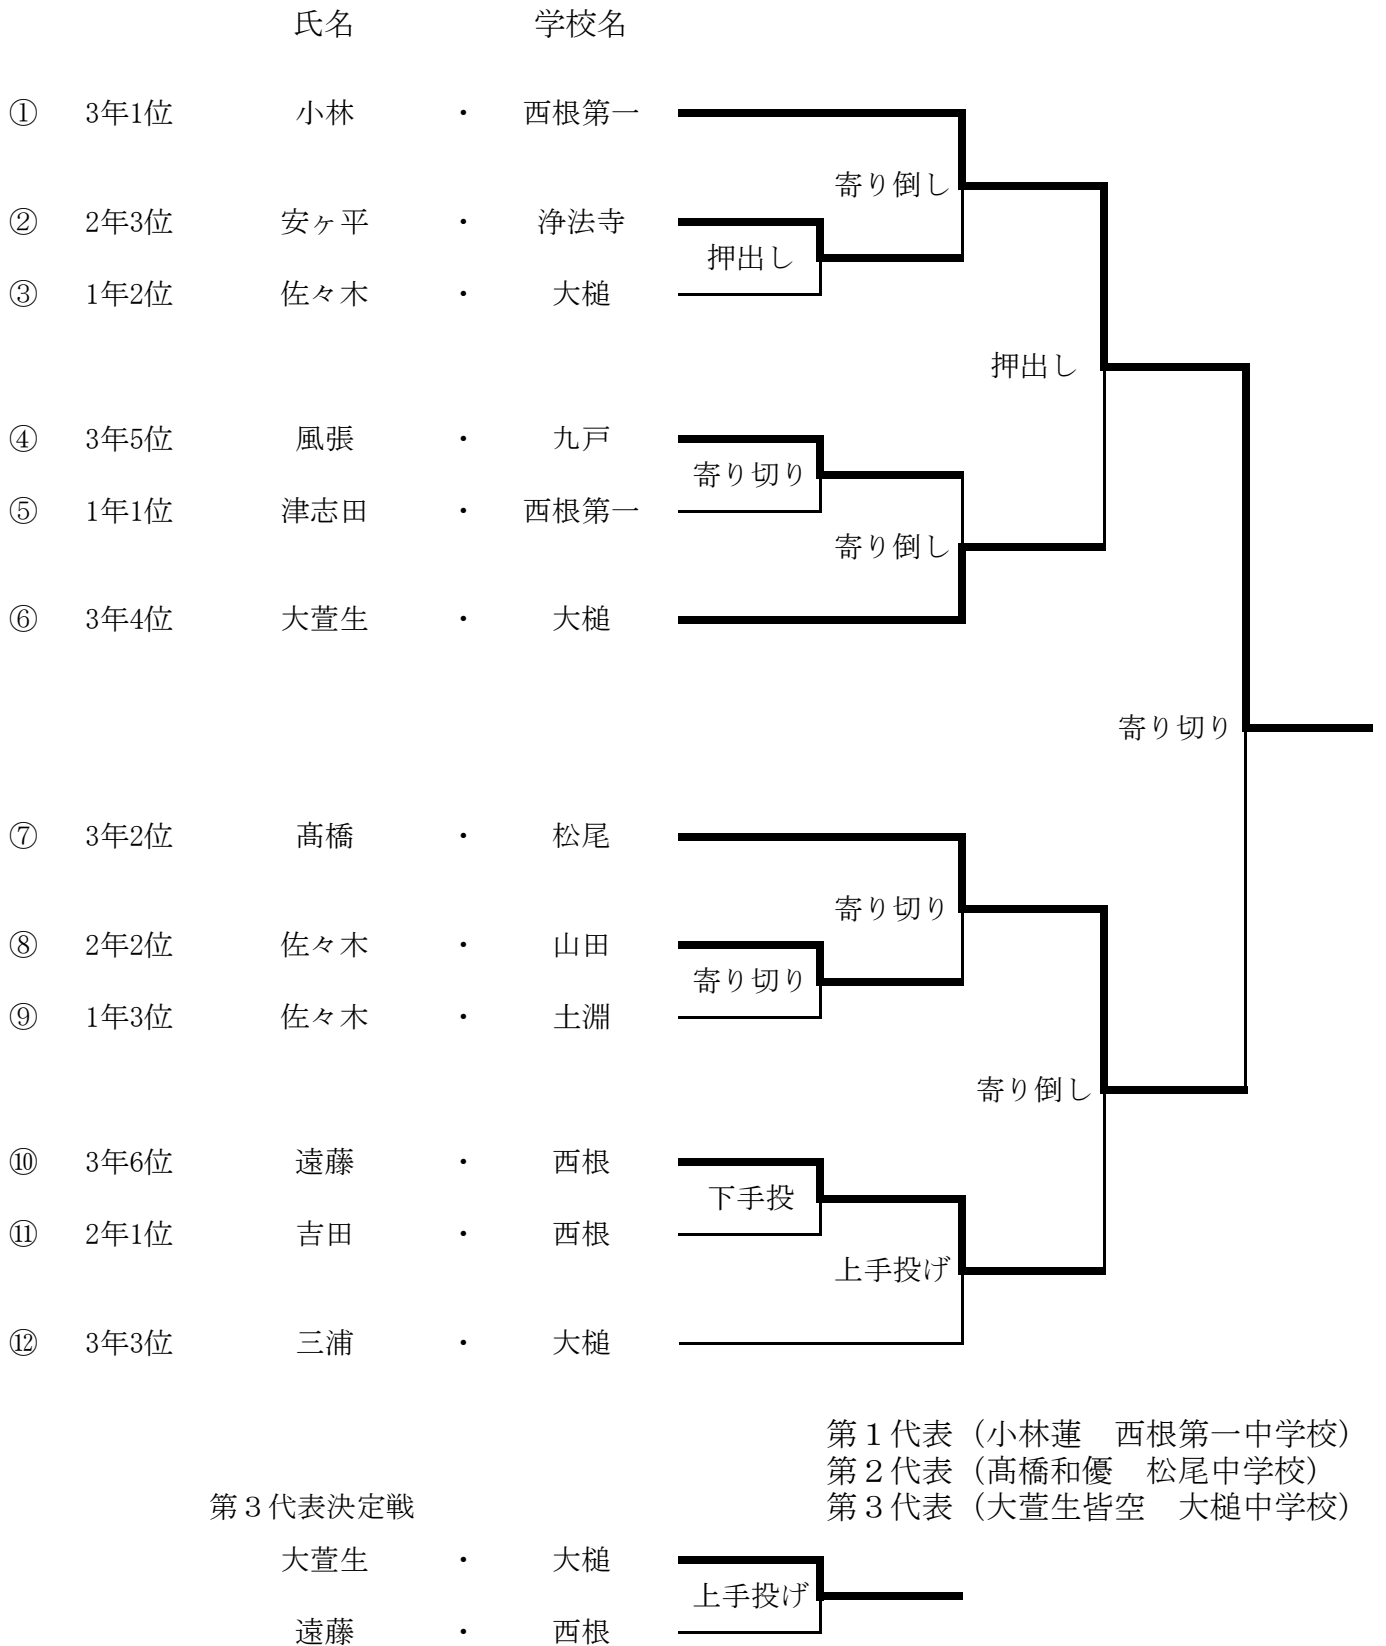 氏名 学校名
① 3年1位 小林 ・ 西根第一
寄り倒し
② 2年3位 安ヶ平 ・ 浄法寺
押出し
③ 1年2位 佐々木 ・ 大槌
押出し
④ 3年5位 風張 ・ 九戸
寄り切り
⑤ 1年1位 津志田 ・ 西根第一
寄り倒し
⑥ 3年4位 大萱生 ・ 大槌
寄り切り
⑦ 3年2位 髙橋 ・ 松尾
寄り切り
⑧ 2年2位 佐々木 ・ 山田
寄り切り
⑨ 1年3位 佐々木 ・ 土淵
寄り倒し
⑩ 3年6位 遠藤 ・ 西根
下手投
⑪ 2年1位 吉田 ・ 西根
上手投げ
⑫ 3年3位 三浦 ・ 大槌
第１代表（小林蓮　西根第一中学校）
第２代表（髙橋和優　松尾中学校）
第３代表（大萱生皆空　大槌中学校）
第３代表決定戦
大萱生 ・ 大槌
上手投げ
遠藤 ・ 西根